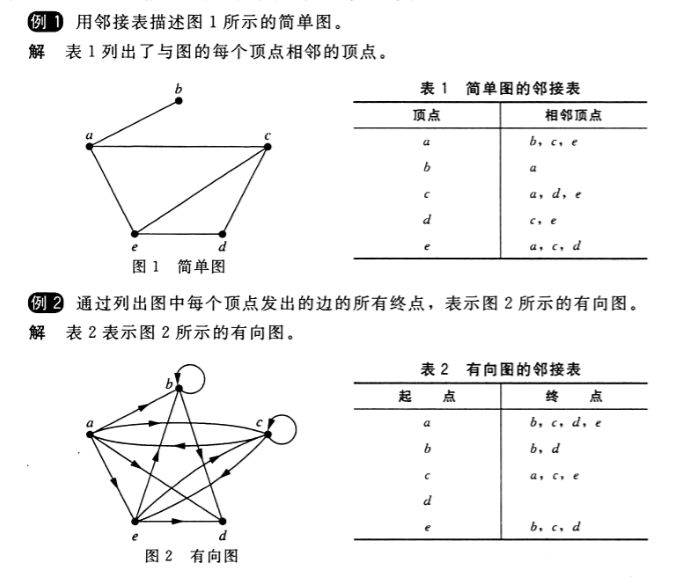 例1 用邻接表描述图1所示的简单图。
解 表1列出了与图的每个顶点相邻的顶点。
b
a
c
e
d
图1 简单图
表1 简单图的邻接表
顶点 相邻顶点
a b，c，e
b a
c a，d，e
d c，e
e a，c，d
例2 通过列出图中每个顶点发出的边的所有终点，表示图2所示的有向图。
解 表2表示图2所示的有向图。
b
a
c
e
d
图2 有向图
表2 有向图的邻接表
起 点 终 点
a b，c，d，e
b b，d
c a，c，e
d
e b，c，d